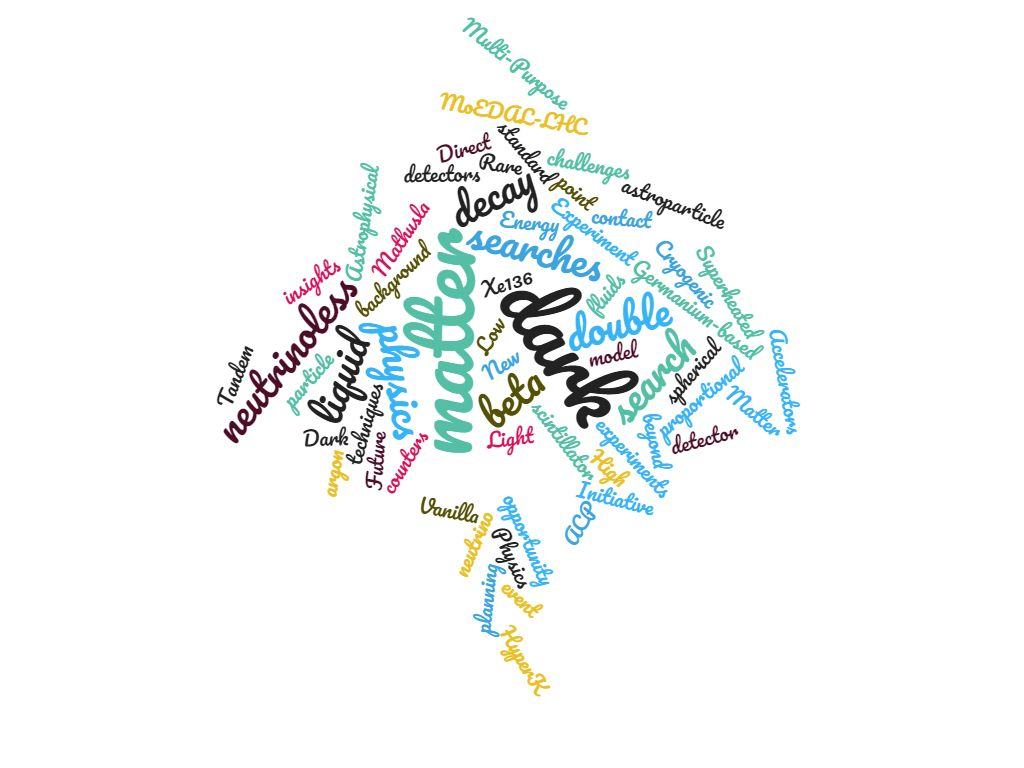 Multi-Purpose
MoEDAL-LHC
standard
Direct
Rare
detectors
challenges
decay
point
astroparticle
Astrophysical
Mathusla
Energy
Experiment
contact
searches
matter
background
insights
Cryogenic
Superheated
Germanium-based
Xe136
fluids
dark
double
neutrinoless
liquid
physics
Low
New
model
search
spherical
Accelerators
Tandem
particle
beta
proportional
Matter
Dark
techniques
Light
scintillator
experiments
beyond
detector
argon
Future
counters
High
Initiative
ACP
Vanilla
neutrino
opportunity
Physics
planning
event
HyperK